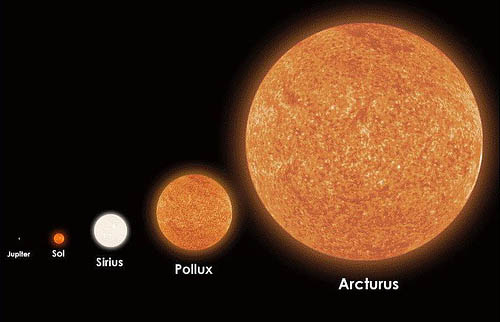 Jupiter
Sol
Sirius
Pollux
Arcturus